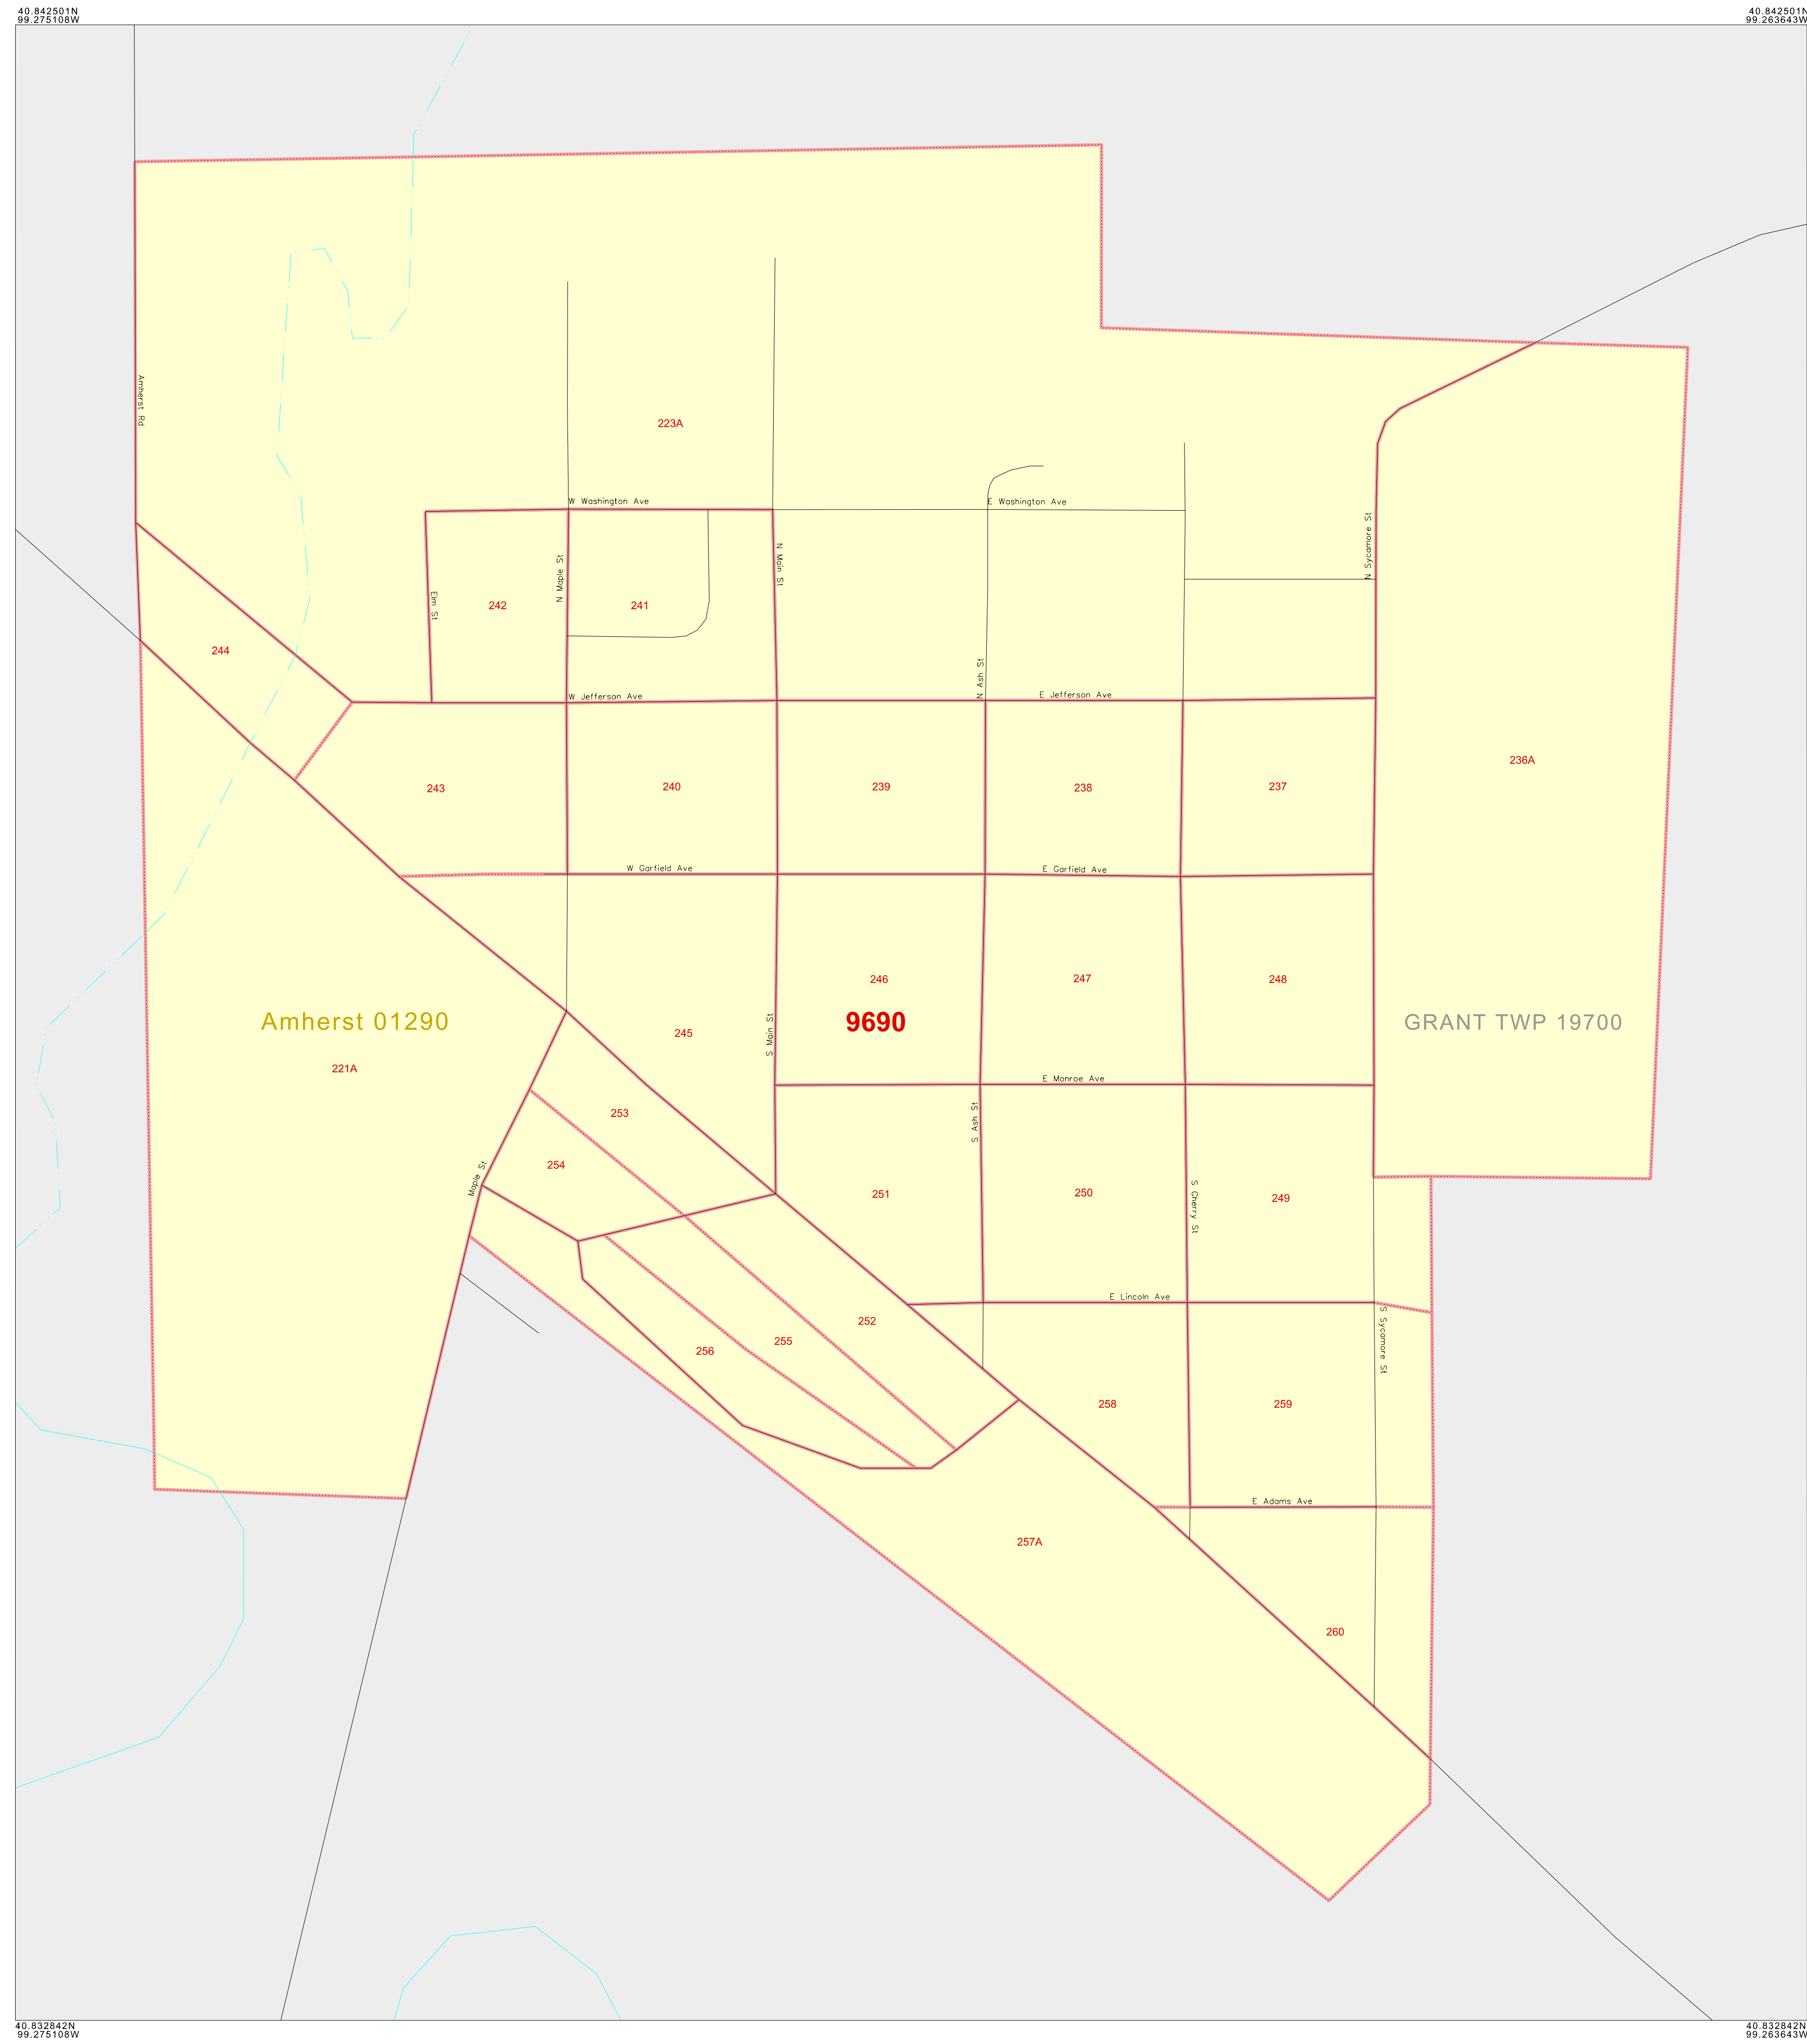 40.842501N
99.275108W
40.842501N
99.263643W
Amherst Rd
223A
W Washington Ave
E Washington Ave
N Sycamore St
N Main St
N Maple St
Elm St
242
241
244
N Ash St
W Jefferson Ave
E Jefferson Ave
236A
243
240
239
238
237
W Garfield Ave
E Garfield Ave
246
247
248
Amherst 01290
9690
GRANT TWP 19700
S Main St
245
221A
E Monroe Ave
253
S Ash St
254
Maple St
251
250
249
S Cherry St
E Lincoln Ave
252
255
256
S Sycamore St
258
259
E Adams Ave
257A
260
40.832842N
99.275108W
40.832842N
99.263643W